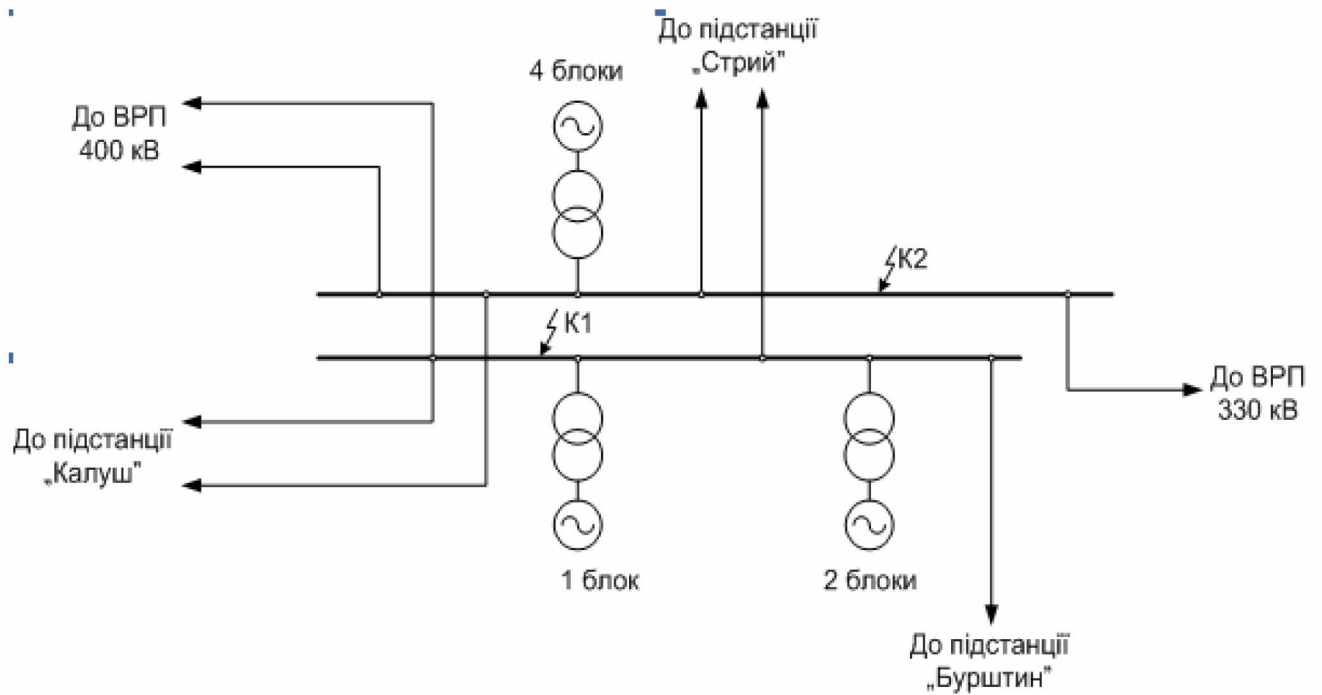 До підстанції
„Стрий”
4 блоки
До ВРП
400 кВ
К2
К1
До ВРП
330 кВ
До підстанції
„Калуш”
1 блок
2 блоки
До підстанції
„Бурштин”